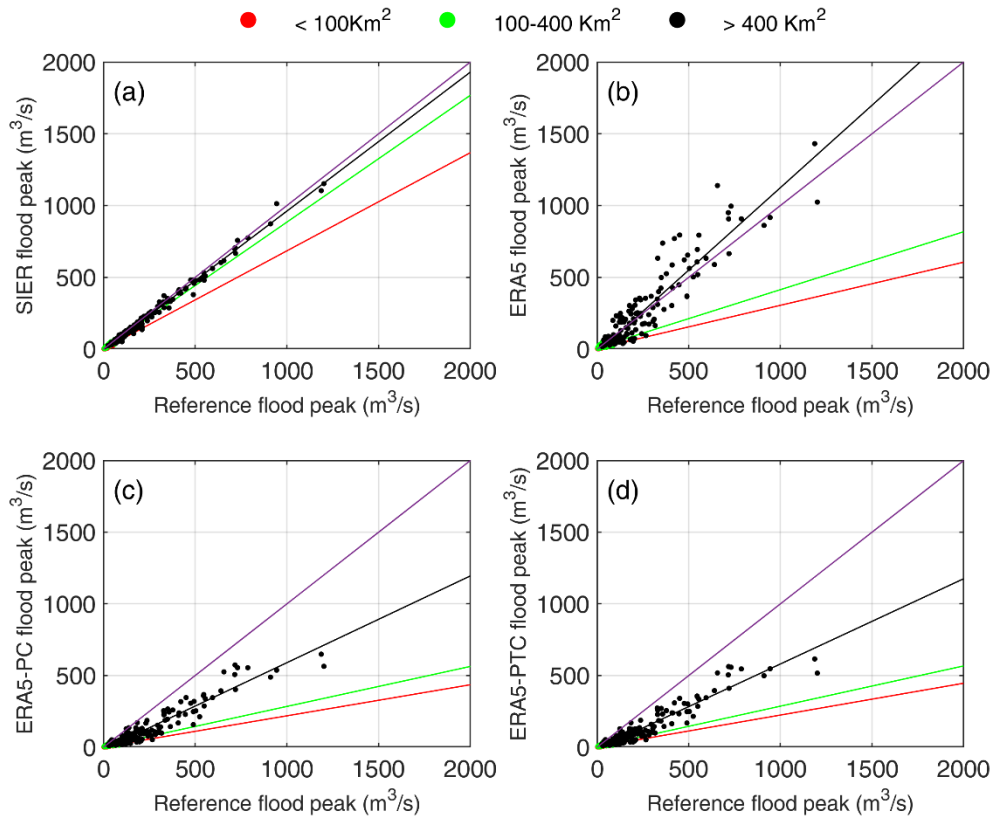 < 100Km² 100-400 Km² > 400 Km²
(a)
SIER flood peak (m³/s)
2000
1500
1000
500
0
0 500 1000 1500 2000
Reference flood peak (m³/s)
(b)
ERA5 flood peak (m³/s)
2000
1500
1000
500
0
0 500 1000 1500 2000
Reference flood peak (m³/s)
(c)
ERA5-PC flood peak (m³/s)
2000
1500
1000
500
0
0 500 1000 1500 2000
Reference flood peak (m³/s)
(d)
ERA5-PTC flood peak (m³/s)
2000
1500
1000
500
0
0 500 1000 1500 2000
Reference flood peak (m³/s)